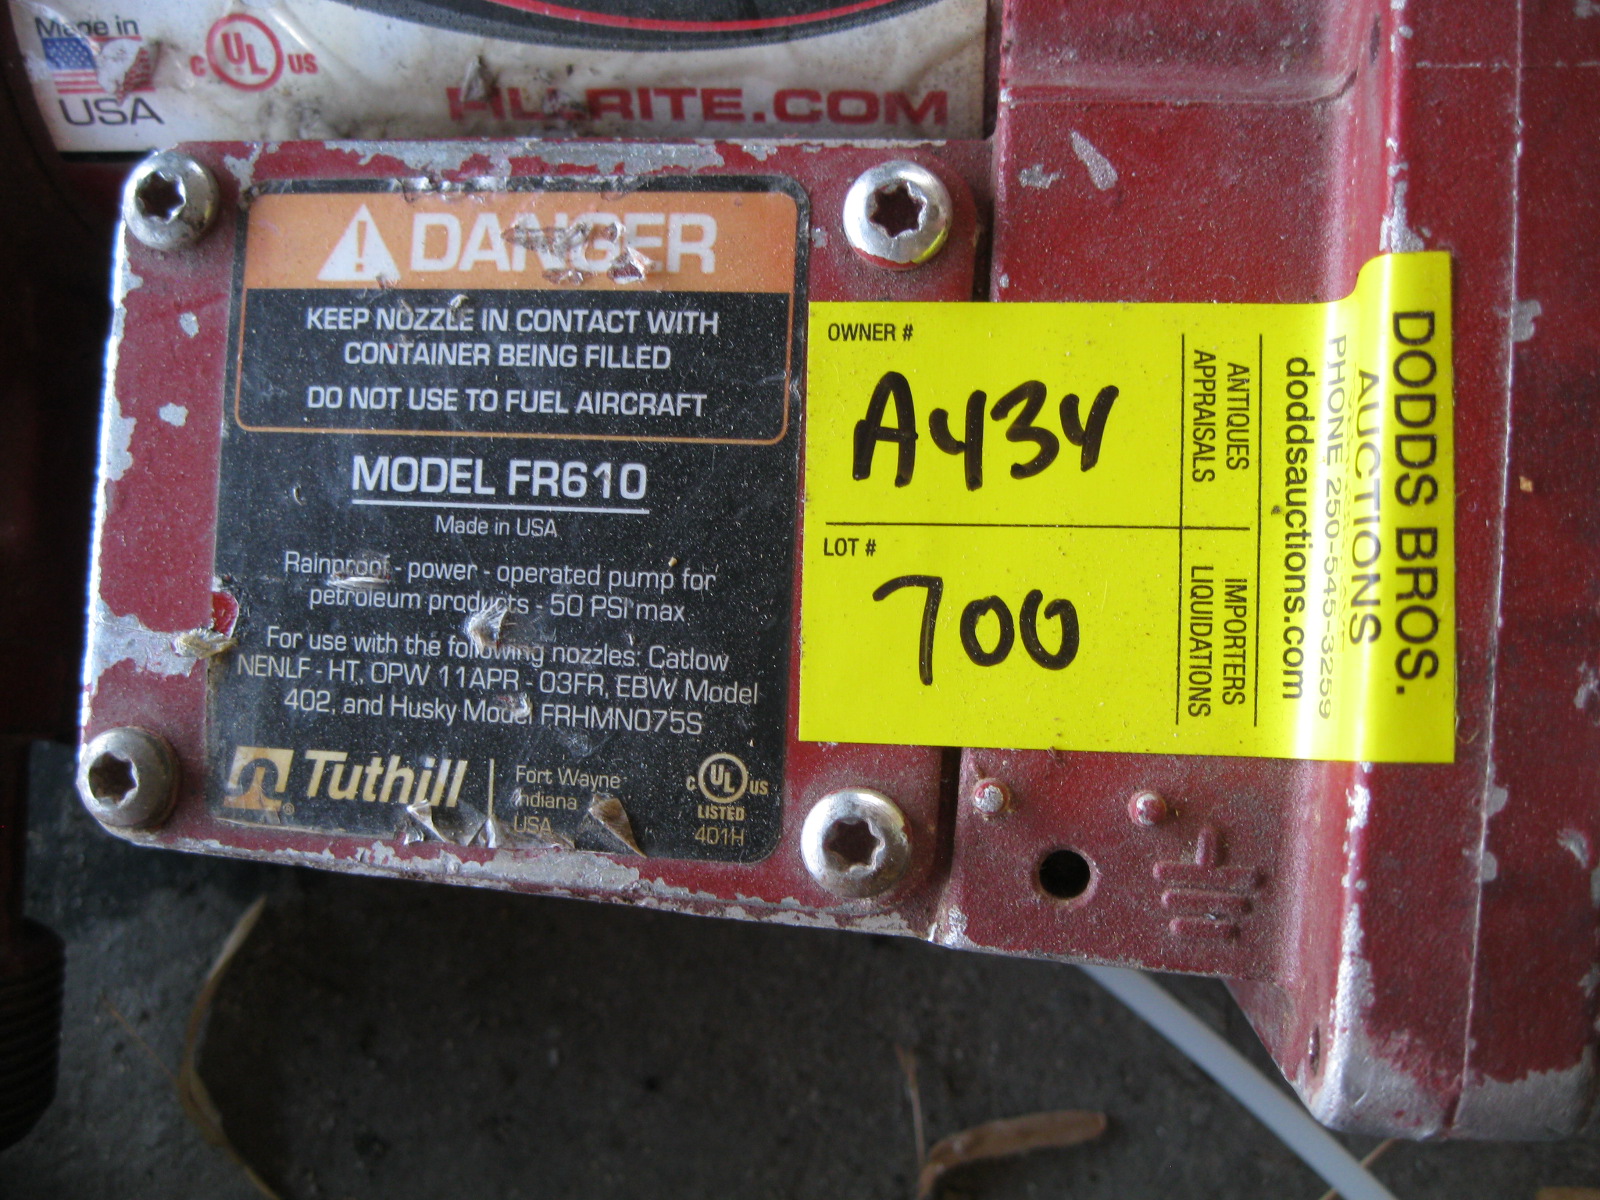 Made in
USA
C UL US
FILLRITE.COM
DANGER
KEEP NOZZLE IN CONTACT WITH
CONTAINER BEING FILLED
DO NOT USE TO FUEL AIRCRAFT
MODEL FR610
Made in USA
Rainproof - power - operated pump for
petroleum products - 50 PSI max.
For use with the following nozzles: Catlow
NENLF - HT, OPW 11APR - 03FR, EBW Model
402, and Husky Model FRHMN075S
Tuthill
®
Fort Wayne
Indiana
USA
C UL US
LISTED
401H
OWNER #
A434
LOT #
700
ANTIQUES
APPRAISALS
IMPORTERS
LIQUIDATIONS
DODDS BROS.
AUCTIONS
PHONE 250-545-3259
doddsauctions.com